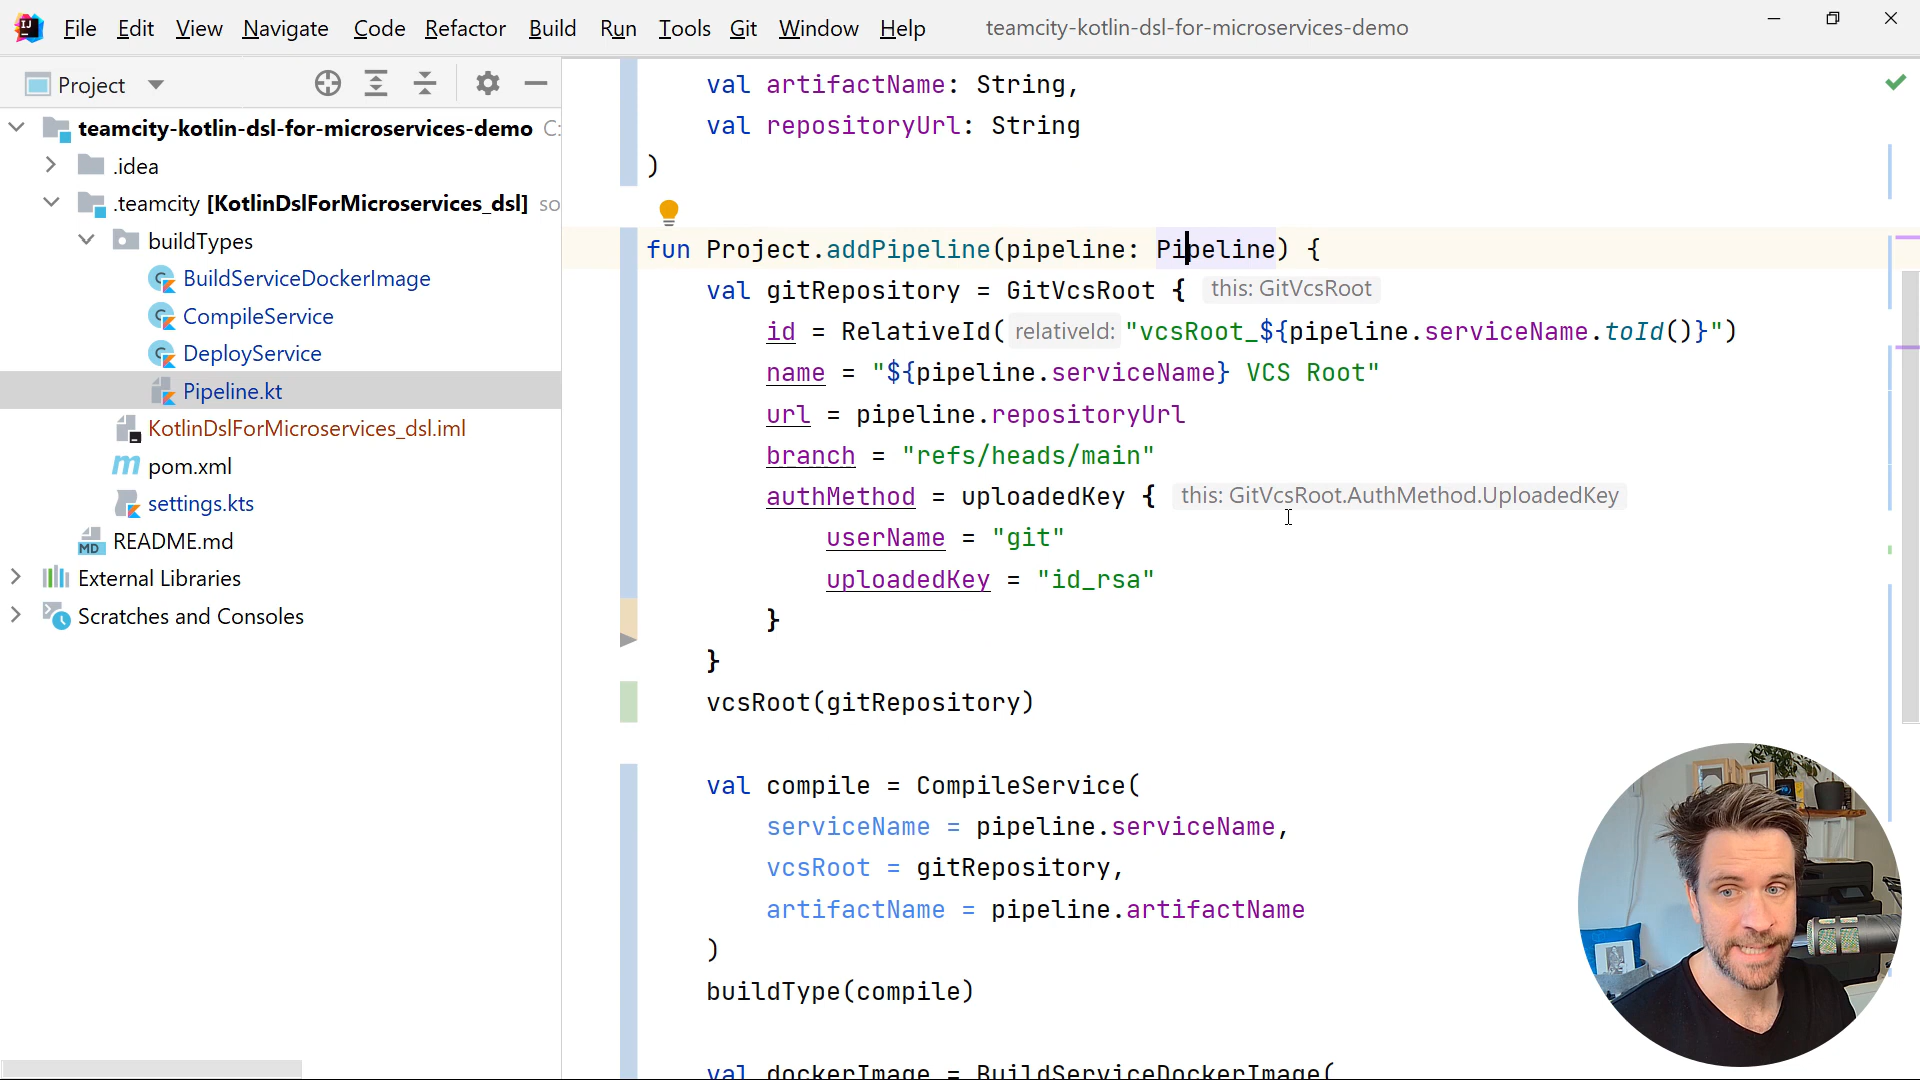 File Edit View Navigate Code Refactor Build Run Tools Git Window Help teamcity-kotlin-dsl-for-microservices-demo
Project
teamcity-kotlin-dsl-for-microservices-demo C:
.idea
.teamcity [KotlinDslForMicroservices_dsl] so
buildTypes
BuildServiceDockerImage
CompileService
DeployService
Pipeline.kt
KotlinDslForMicroservices_dsl.iml
pom.xml
settings.kts
README.md
External Libraries
Scratches and Consoles
val artifactName: String,
val repositoryUrl: String
)
fun Project.addPipeline(pipeline: Pipeline) {
val gitRepository = GitVcsRoot { this: GitVcsRoot
id = RelativeId( relativeId: "vcsRoot_${pipeline.serviceName.toId()}")
name = "${pipeline.serviceName} VCS Root"
url = pipeline.repositoryUrl
branch = "refs/heads/main"
authMethod = uploadedKey { this: GitVcsRoot.AuthMethod.UploadedKey
userName = "git"
uploadedKey = "id_rsa"
}
}
vcsRoot(gitRepository)
val compile = CompileService(
serviceName = pipeline.serviceName,
vcsRoot = gitRepository,
artifactName = pipeline.artifactName
)
buildType(compile)
val dockerImage = BuildServiceDockerImage(